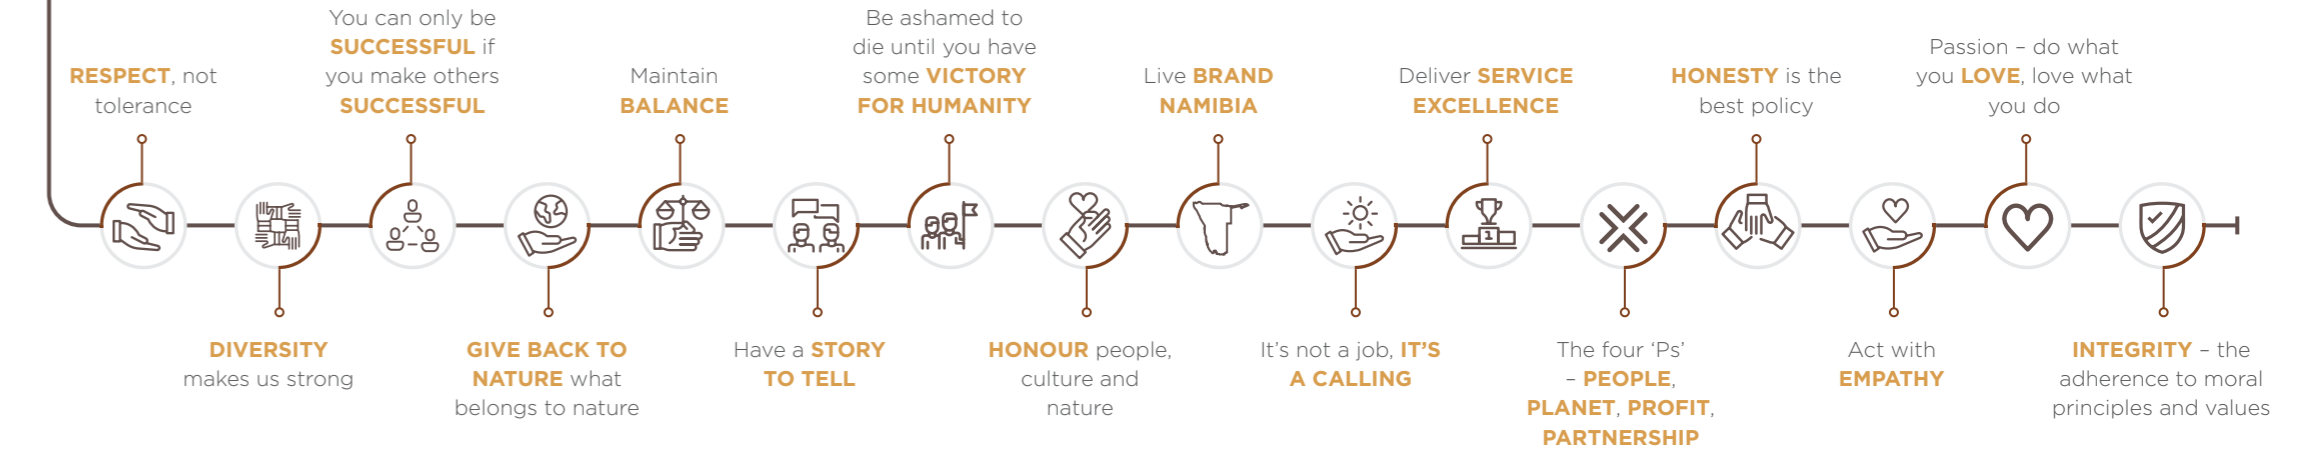 RESPECT, not
tolerance
DIVERSITY
makes us strong
You can only be
SUCCESSFUL if
you make others
SUCCESSFUL
GIVE BACK TO
NATURE what
belongs to nature
Maintain
BALANCE
Have a STORY
TO TELL
Be ashamed to
die until you have
some VICTORY
FOR HUMANITY
HONOUR people,
culture and
nature
Live BRAND
NAMIBIA
It’s not a job, IT’S
A CALLING
Deliver SERVICE
EXCELLENCE
1
The four ‘Ps’
– PEOPLE,
PLANET, PROFIT,
PARTNERSHIP
HONESTY is the
best policy
Act with
EMPATHY
Passion – do what
you LOVE, love what
you do
INTEGRITY – the
adherence to moral
principles and values